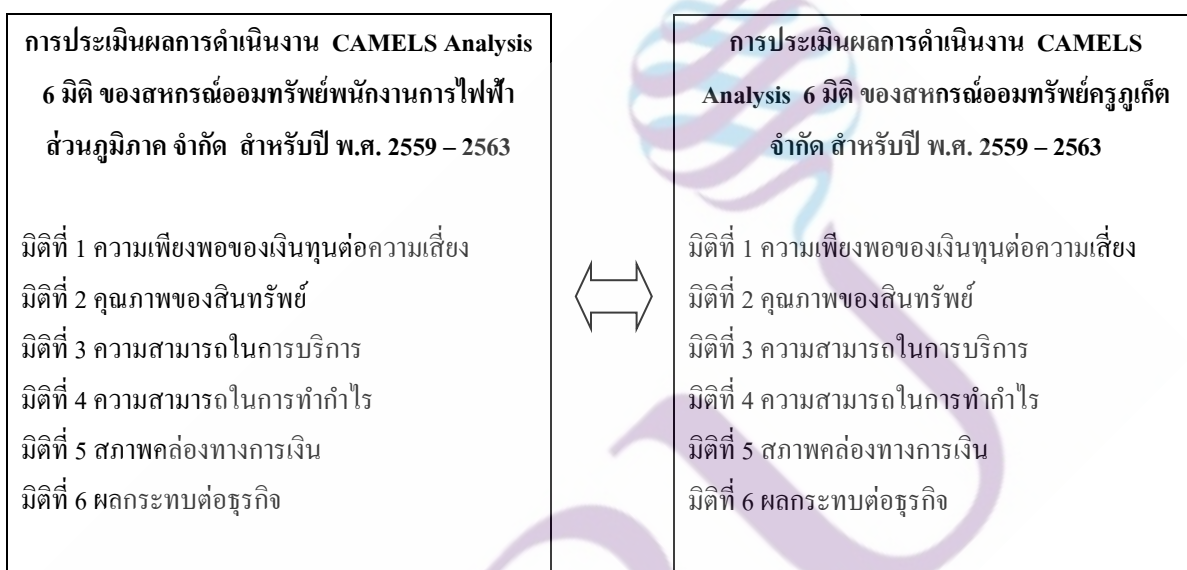 การประเมินผลการดำเนินงาน CAMELS Analysis
6 มิติ ของสหกรณ์ออมทรัพย์พนักงานการไฟฟ้า
ส่วนภูมิภาค จำกัด สำหรับปี พ.ศ. 2559 – 2563
มิติที่ 1 ความเพียงพอของเงินทุนต่อความเสี่ยง
มิติที่ 2 คุณภาพของสินทรัพย์
มิติที่ 3 ความสามารถในการบริการ
มิติที่ 4 ความสามารถในการทำกำไร
มิติที่ 5 สภาพคล่องทางการเงิน
มิติที่ 6 ผลกระทบต่อธุรกิจ
การประเมินผลการดำเนินงาน CAMELS
Analysis 6 มิติ ของสหกรณ์ออมทรัพย์ครูภูเก็ต
จำกัด สำหรับปี พ.ศ. 2559 – 2563
มิติที่ 1 ความเพียงพอของเงินทุนต่อความเสี่ยง
มิติที่ 2 คุณภาพของสินทรัพย์
มิติที่ 3 ความสามารถในการบริการ
มิติที่ 4 ความสามารถในการทำกำไร
มิติที่ 5 สภาพคล่องทางการเงิน
มิติที่ 6 ผลกระทบต่อธุรกิจ